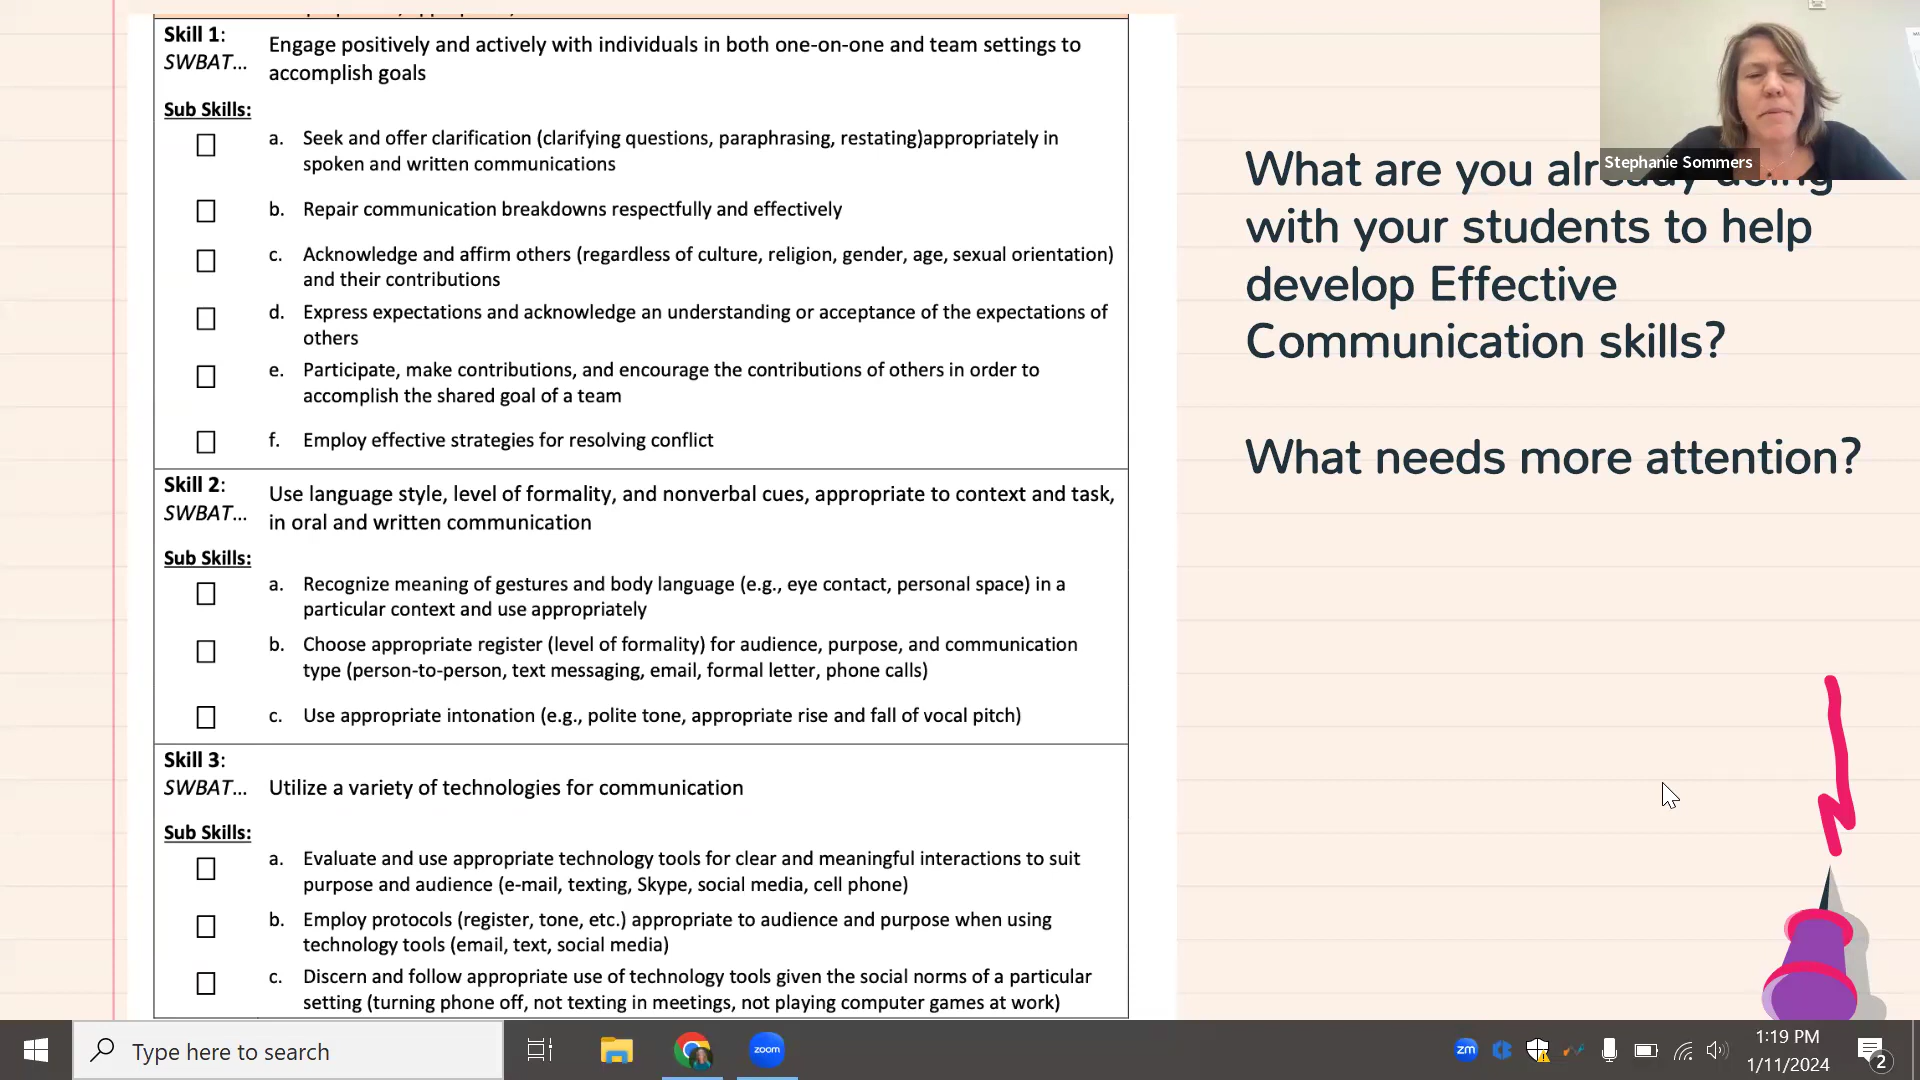 Skill 1:
SWBAT...
Engage positively and actively with individuals in both one-on-one and team settings to
accomplish goals
Sub Skills:
a. Seek and offer clarification (clarifying questions, paraphrasing, restating)appropriately in
spoken and written communications
b. Repair communication breakdowns respectfully and effectively
c. Acknowledge and affirm others (regardless of culture, religion, gender, age, sexual orientation)
and their contributions
d. Express expectations and acknowledge an understanding or acceptance of the expectations of
others
e. Participate, make contributions, and encourage the contributions of others in order to
accomplish the shared goal of a team
f. Employ effective strategies for resolving conflict
Skill 2:
SWBAT...
Use language style, level of formality, and nonverbal cues, appropriate to context and task,
in oral and written communication
Sub Skills:
a. Recognize meaning of gestures and body language (e.g., eye contact, personal space) in a
particular context and use appropriately
b. Choose appropriate register (level of formality) for audience, purpose, and communication
type (person-to-person, text messaging, email, formal letter, phone calls)
c. Use appropriate intonation (e.g., polite tone, appropriate rise and fall of vocal pitch)
Skill 3:
SWBAT... Utilize a variety of technologies for communication
Sub Skills:
a. Evaluate and use appropriate technology tools for clear and meaningful interactions to suit
purpose and audience (e-mail, texting, Skype, social media, cell phone)
b. Employ protocols (register, tone, etc.) appropriate to audience and purpose when using
technology tools (email, text, social media)
c. Discern and follow appropriate use of technology tools given the social norms of a particular
setting (turning phone off, not texting in meetings, not playing computer games at work)
Stephanie Sommers
What are you already doing
with your students to help
develop Effective
Communication skills?
What needs more attention?
Type here to search
zoom
zm
1:19 PM
1/11/2024
2